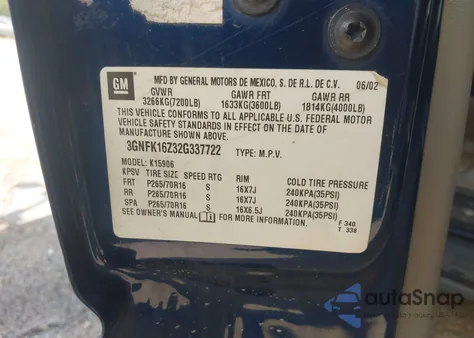 GM
MFD BY GENERAL MOTORS DE MEXICO, S. DE R.L. DE C.V. 06/02
GVWR GAWR FRT GAWR RR
3266KG(7200LB) 1633KG(3600LB) 1814KG(4000LB)
THIS VEHICLE CONFORMS TO ALL APPLICABLE U.S. FEDERAL MOTOR
VEHICLE SAFETY STANDARDS IN EFFECT ON THE DATE OF
MANUFACTURE SHOWN ABOVE.
3GNFK16Z32G337722 TYPE: M.P.V.
MODEL: K15906
KPSV TIRE SIZE SPEED RTG RIM COLD TIRE PRESSURE
FRT P265/70R16 S 16X7J 240KPA(35PSI)
RR P265/70R16 S 16X7J 240KPA(35PSI)
SPA P265/70R16 S 16X6.5J 240KPA(35PSI)
SEE OWNER'S MANUAL FOR MORE INFORMATION. F 340
T 338
autoSnap